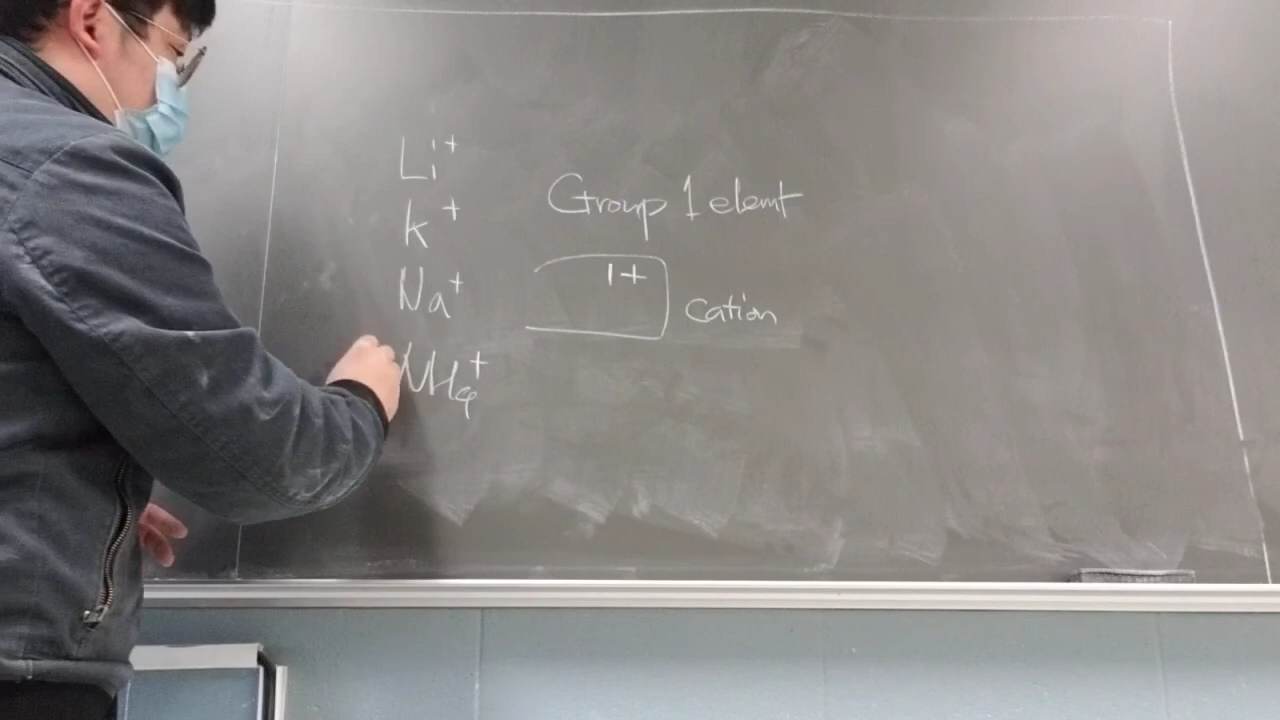 Li+
k+
Group 1 elemt
Na+
1+
cation
NH4+